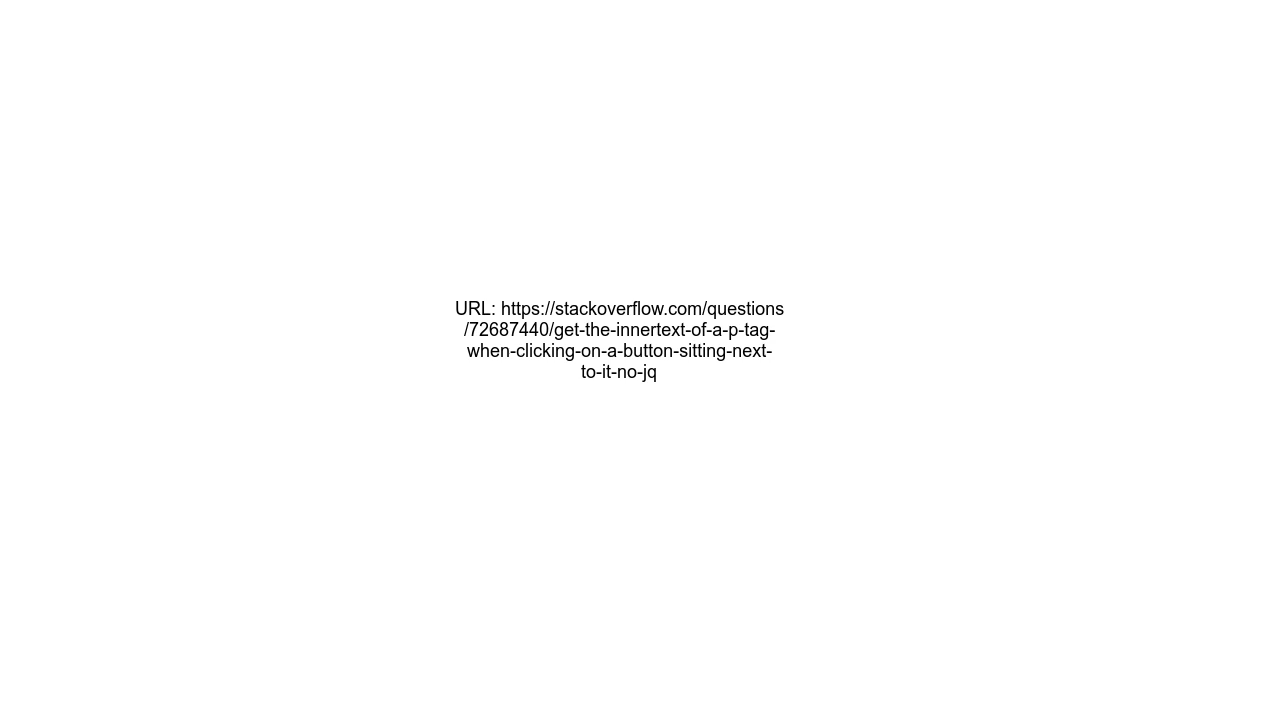 URL: https://stackoverflow.com/questions
/72687440/get-the-innertext-of-a-p-tag-
when-clicking-on-a-button-sitting-next-
to-it-no-jq